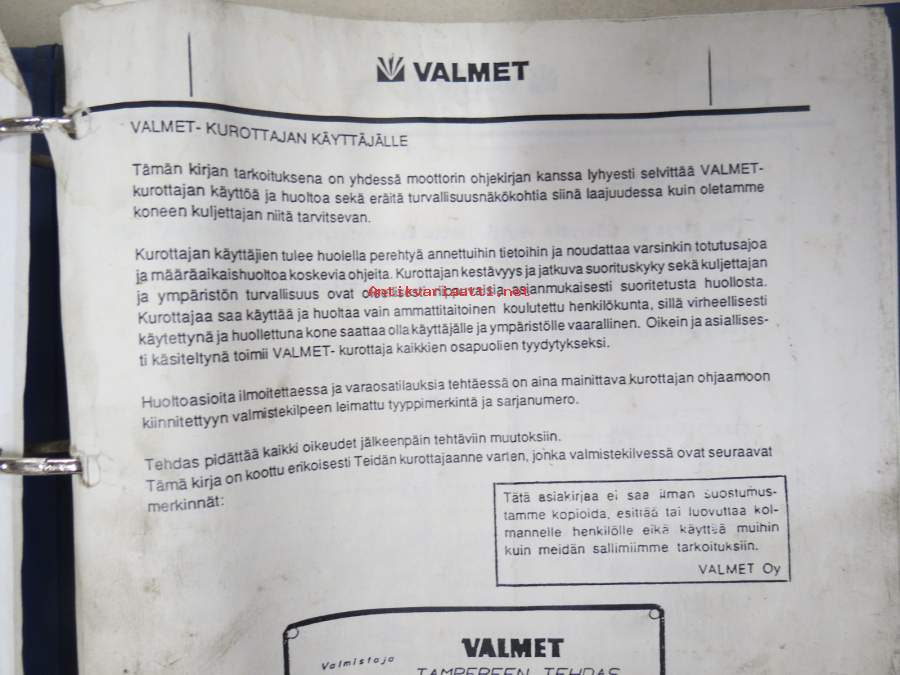 VALMET
VALMET- KUROTTAJAN KÄYTTÄJÄLLE
Tämän kirjan tarkoituksena on yhdessä moottorin ohjekirjan kanssa lyhyesti selvittää VALMET-
kurottajan käyttöä ja huoltoa sekä eräitä turvallisuusnäkökohtia siinä laajuudessa kuin oletamme
koneen kuljettajan niitä tarvitsevan.
Kurottajan käyttäjien tulee huolella perehtyä annettuihin tietoihin ja noudattaa varsinkin totutusajoa
ja määräaikaishuoltoa koskevia ohjeita. Kurottajan kestävyys ja jatkuva suorituskyky sekä kuljettajan
ja ympäristön turvallisuus ovat oleellisesti riippuvaisia asianmukaisesti suoritetusta huollosta.
Antikvariaatti.net
Kurottajaa saa käyttää ja huoltaa vain ammattitaitoinen koulutettu henkilökunta, sillä virheellisesti
käytettynä ja huollettuna kone saattaa olla käyttäjälle ja ympäristölle vaarallinen. Oikein ja asiallises-
ti käsiteltynä toimii VALMET- kurottaja kaikkien osapuolien tyydytykseksi.
Huoltoasioita ilmoitettaessa ja varaosatilauksia tehtäessä on aina mainittava kurottajan ohjaamoon
kiinnitettyyn valmistekilpeen leimattu tyyppimerkintä ja sarjanumero.
Tehdas pidättää kaikki oikeudet jälkeenpäin tehtäviin muutoksiin.
Tämä kirja on koottu erikoisesti Teidän kurottajaanne varten, jonka valmistekilvessä ovat seuraavat
merkinnät:
Tätä asiakirjaa ei saa ilman suostumus-
tamme kopioida, esittää tai luovuttaa kol-
mannelle henkilölle eikä käyttää muihin
kuin meidän sallimiimme tarkoituksiin.
VALMET Oy
VALMET
Valmistaja
TAMPEREEN TEHDAS